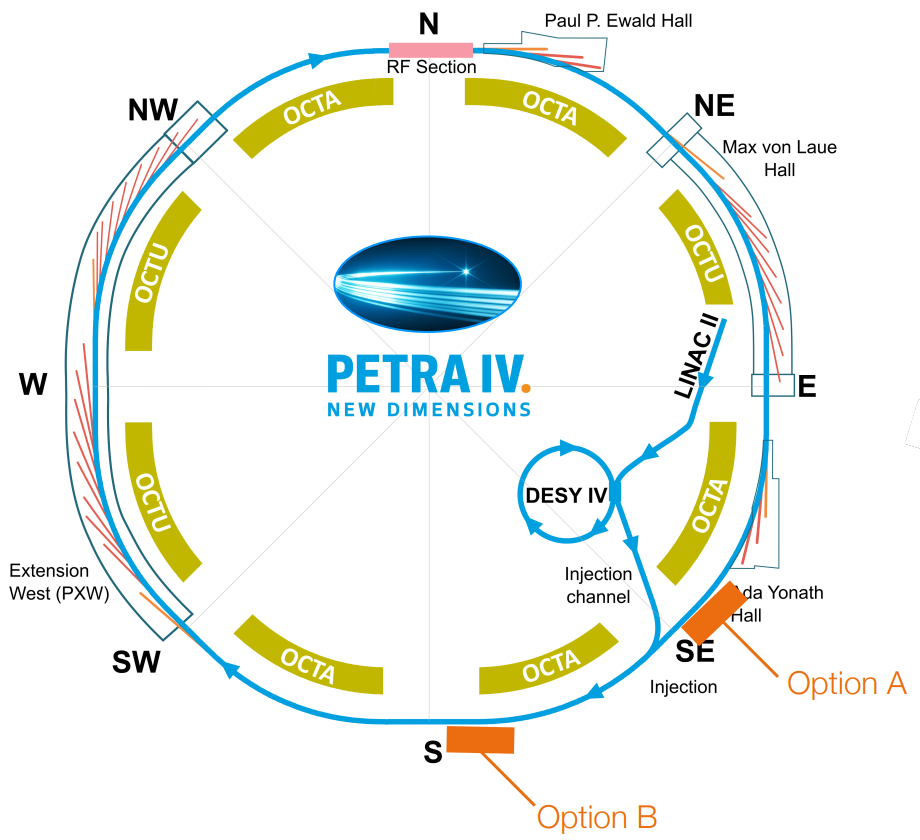 N
Paul P. Ewald Hall
RF Section
OCTA
OCTA
NW
NE
Max von Laue
Hall
OCTU
OCTU
LINAC II
PETRA IV.
NEW DIMENSIONS
W
E
OCTU
DESY IV
OCTA
Injection
channel
Extension
West (PXW)
Ada Yonath
Hall
SW
SE
OCTA
OCTA
Injection
Option A
S
Option B